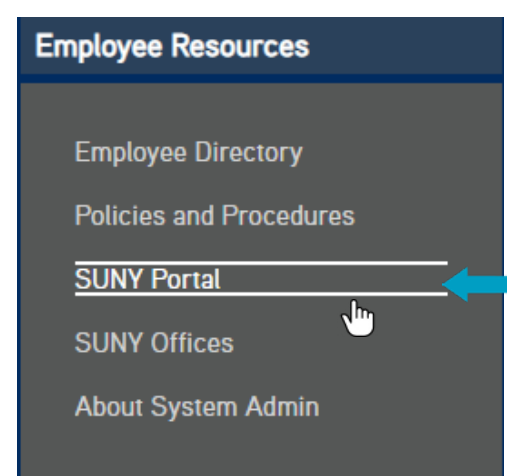 Employee Resources
Employee Directory
Policies and Procedures
SUNY Portal
SUNY Offices
About System Admin